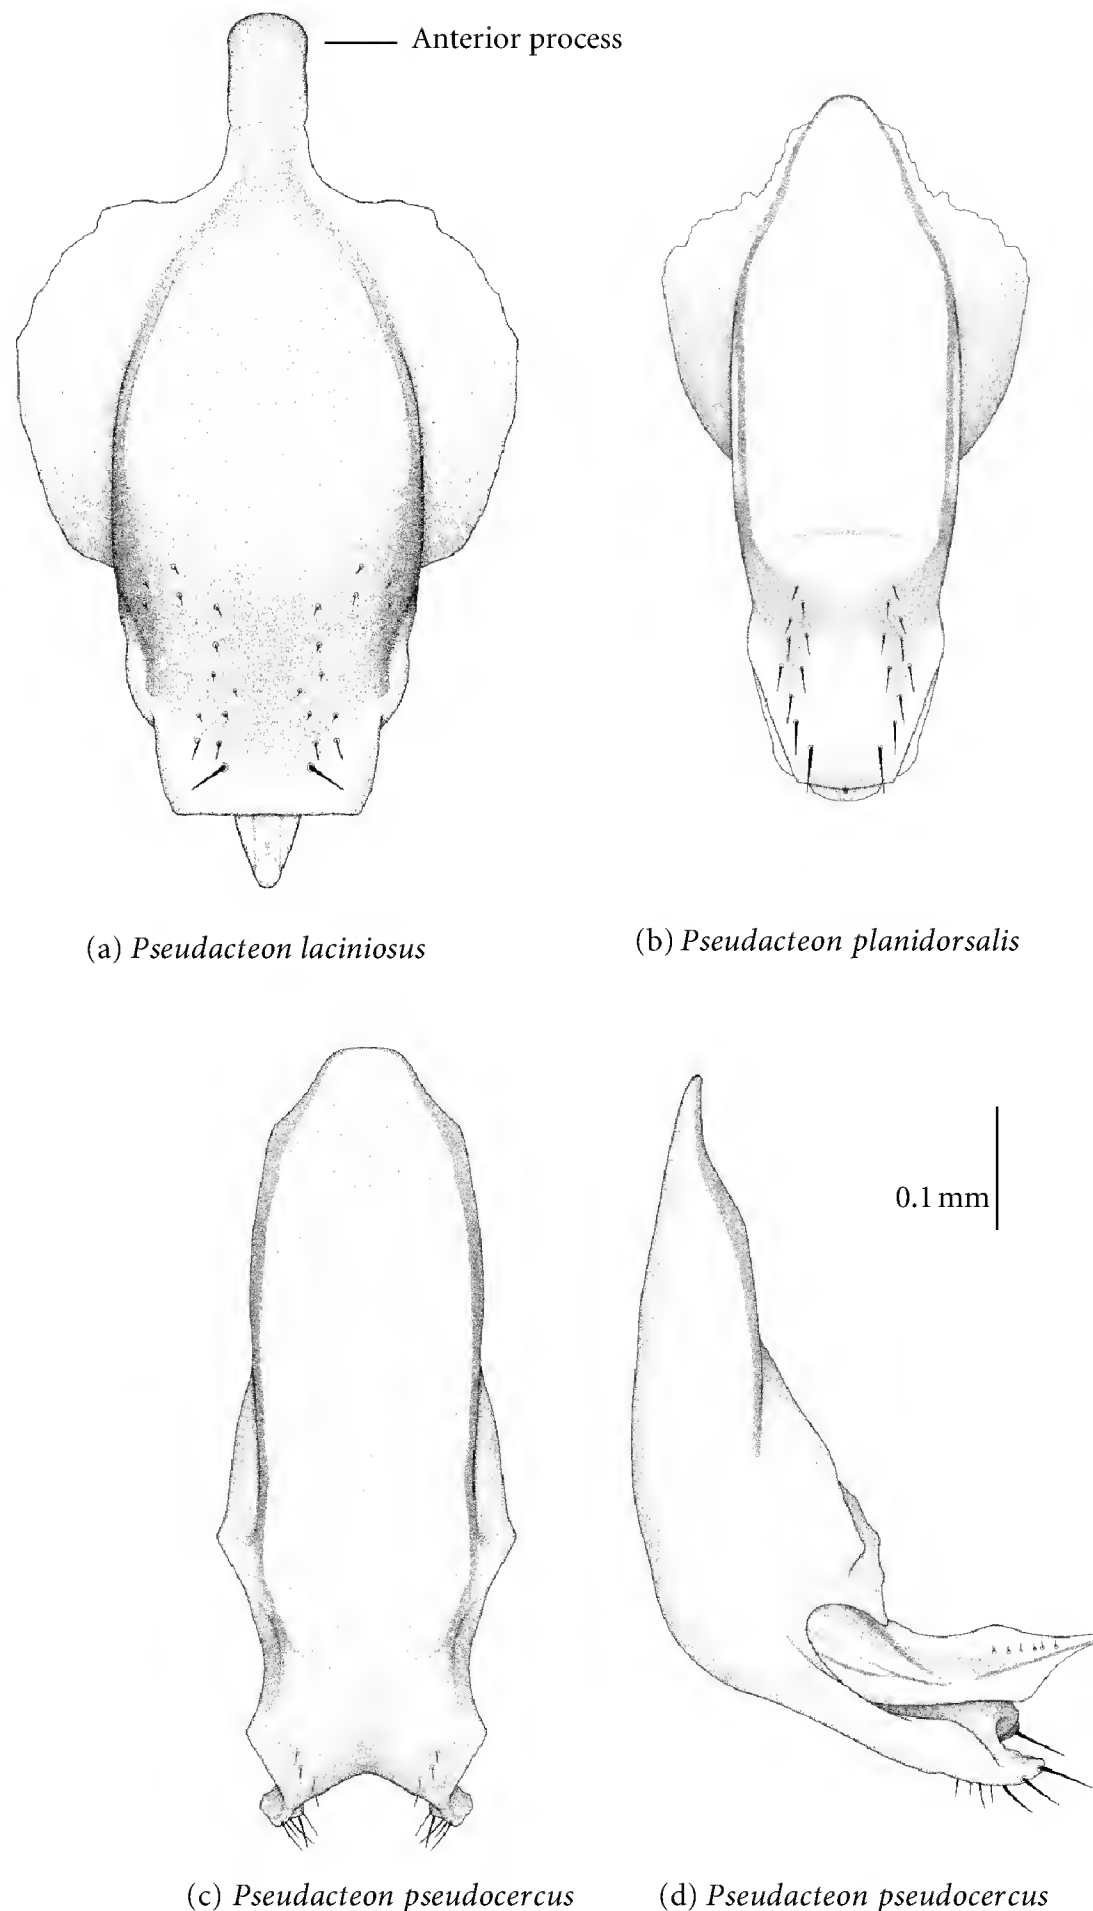 Anterior process
(a) Pseudacteon laciniosus
(b) Pseudacteon planidorsalis
0.1 mm
(c) Pseudacteon pseudocercus
(d) Pseudacteon pseudocercus